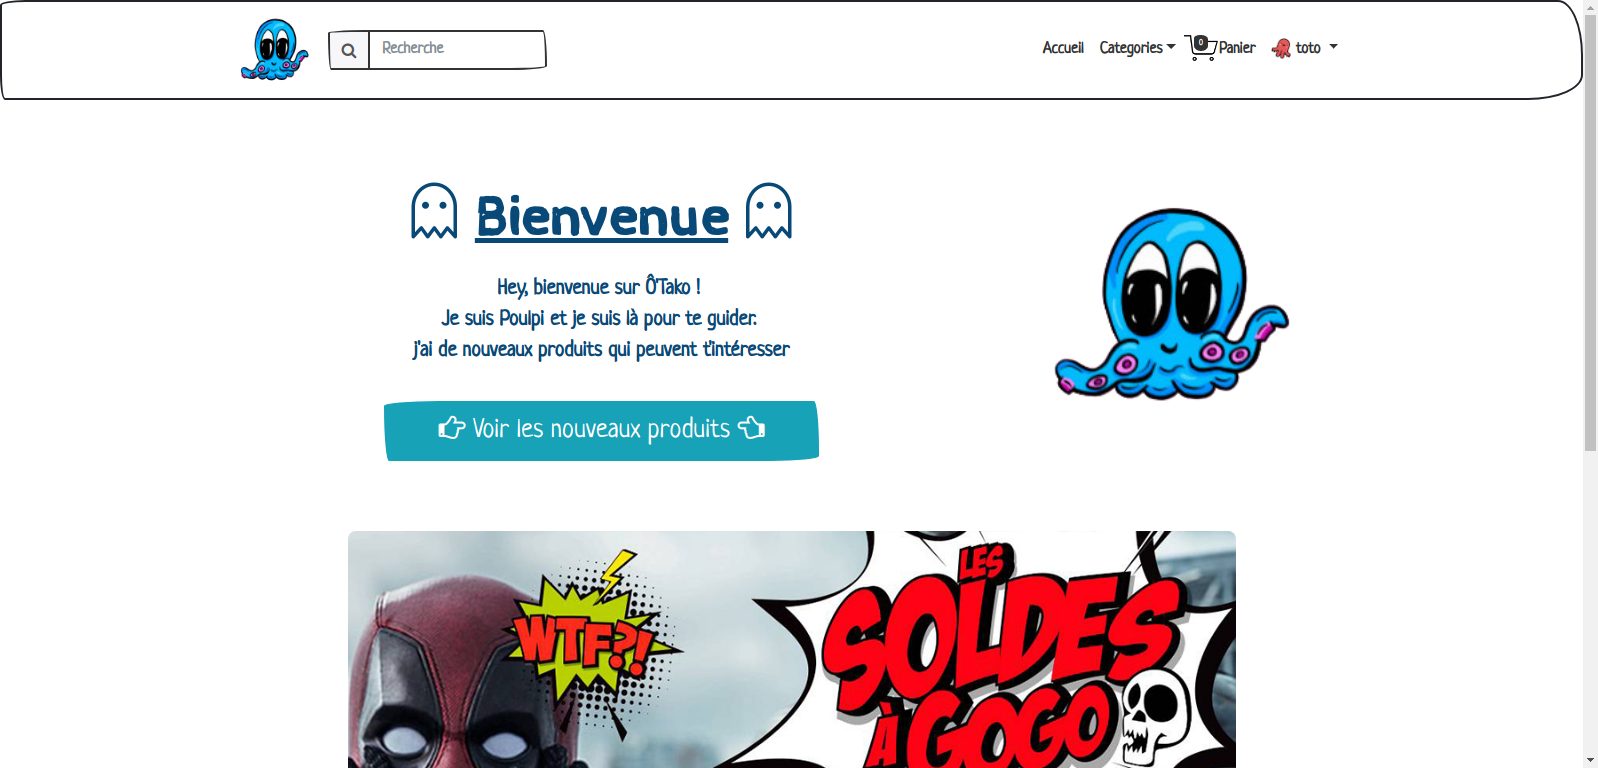 Recherche
Accueil Categories 0 Panier toto
Bienvenue
Hey, bienvenue sur Ô'Tako !
Je suis Poulpi et je suis là pour te guider.
j'ai de nouveaux produits qui peuvent t'intéresser
Voir les nouveaux produits
WTF?!
LES
SOLDES
À GOGO